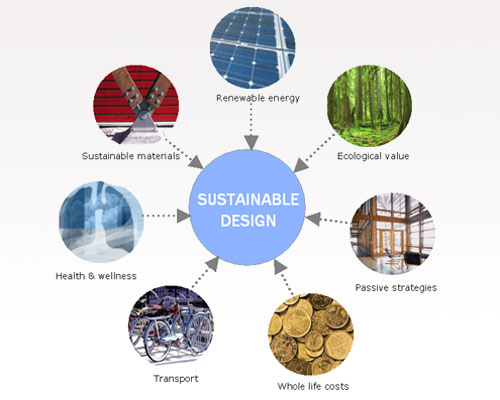 Renewable energy
Sustainable materials
Ecological value
SUSTAINABLE
DESIGN
Health & wellness
Passive strategies
Transport
Whole life costs